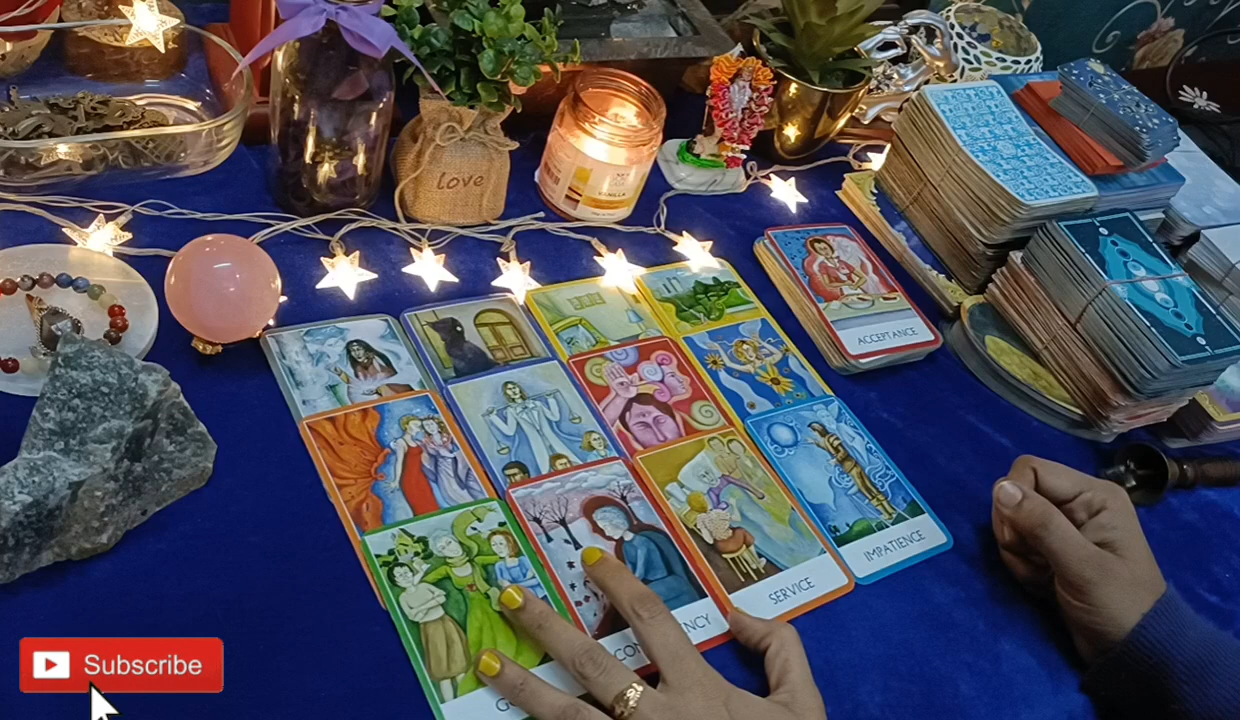 love
VANILLA
ACCEPTANCE
IMPATIENCE
SERVICE
Subscribe